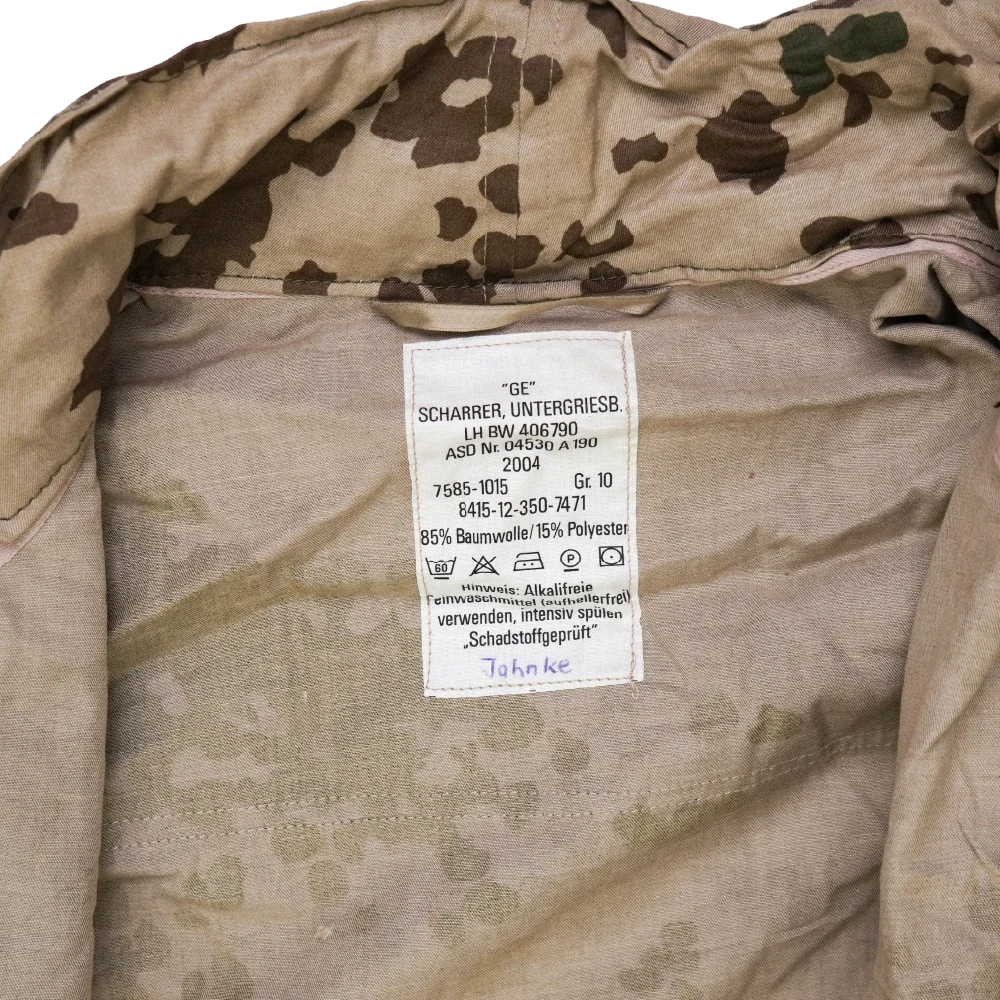 "GE"
SCHARRER, UNTERGRIESB.
LH BW 406790
ASD Nr. 04530 A 190
2004
7585-1015 Gr. 10
8415-12-350-7471
85% Baumwolle/15% Polyester
60 P
Hinweis: Alkalifreie
Feinwaschmittel (aufhellerfrei)
verwenden, intensiv spülen
„Schadstoffgeprüft"
Jahnke